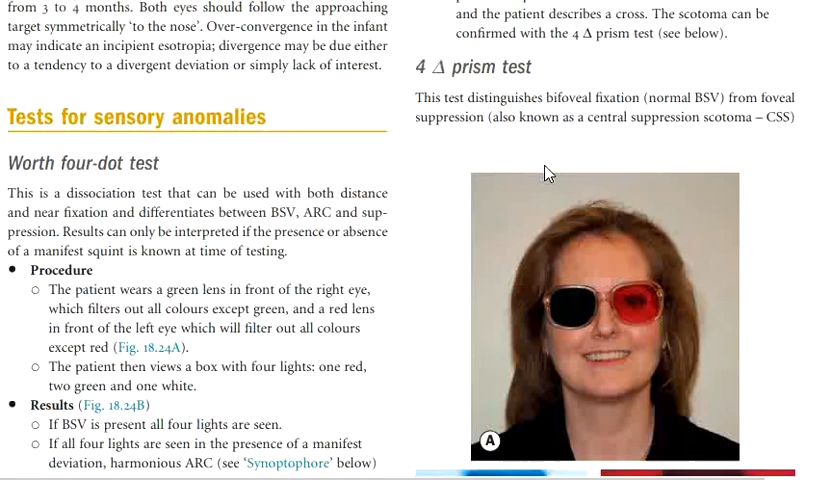 from 3 to 4 months. Both eyes should follow the approaching
target symmetrically ‘to the nose’. Over-convergence in the infant
may indicate an incipient esotropia; divergence may be due either
to a tendency to a divergent deviation or simply lack of interest.
Tests for sensory anomalies
Worth four-dot test
This is a dissociation test that can be used with both distance
and near fixation and differentiates between BSV, ARC and sup-
pression. Results can only be interpreted if the presence or absence
of a manifest squint is known at time of testing.
• Procedure
○ The patient wears a green lens in front of the right eye,
which filters out all colours except green, and a red lens
in front of the left eye which will filter out all colours
except red (Fig. 18.24A).
○ The patient then views a box with four lights: one red,
two green and one white.
• Results (Fig. 18.24B)
○ If BSV is present all four lights are seen.
○ If all four lights are seen in the presence of a manifest
deviation, harmonious ARC (see ‘Synoptophore’ below)
and the patient describes a cross. The scotoma can be
confirmed with the 4 Δ prism test (see below).
4 Δ prism test
This test distinguishes bifoveal fixation (normal BSV) from foveal
suppression (also known as a central suppression scotoma – CSS)
A